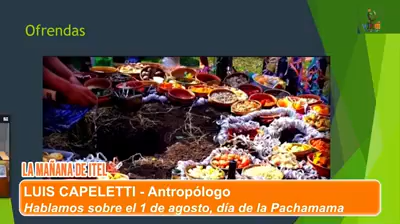 Ofrendas
LA MAÑANA DE ITEL
LUIS CAPELETTI - Antropólogo
Hablamos sobre el 1 de agosto, día de la Pachamama